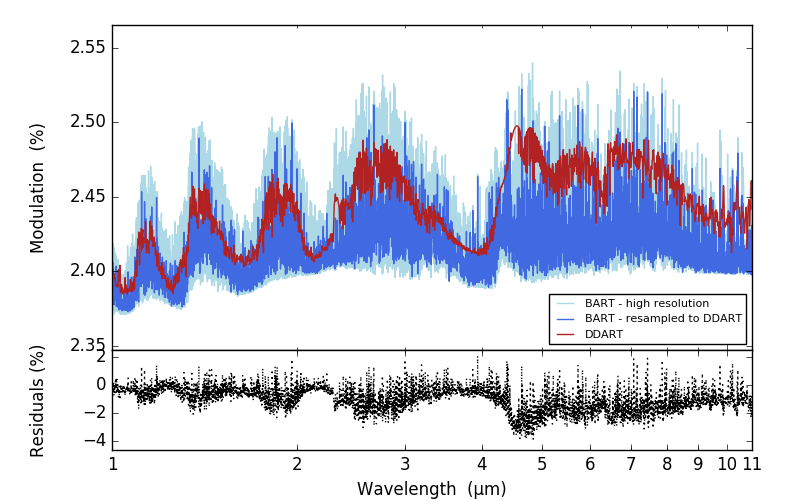 2.55
2.50
2.45
2.40
2.35
Modulation (%)
BART - high resolution
BART - resampled to DDART
DDART
2
0
−2
−4
Residuals (%)
1 2 3 4 5 6 7 8 9 10 11
Wavelength (μm)